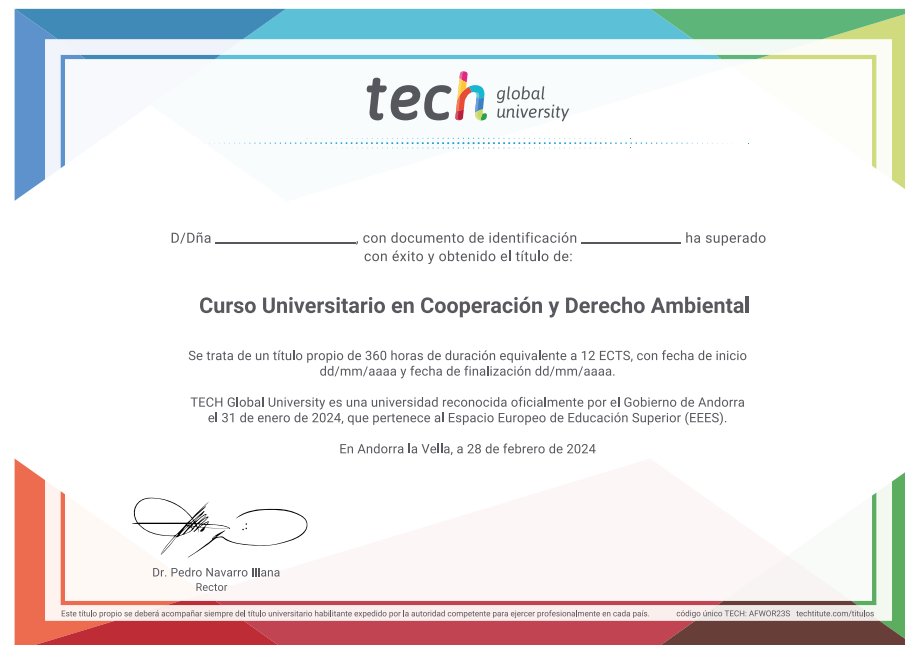 tech global
university
D/Dña ____________________, con documento de identificación ______________ ha superado
con éxito y obtenido el título de:
Curso Universitario en Cooperación y Derecho Ambiental
Se trata de un título propio de 360 horas de duración equivalente a 12 ECTS, con fecha de inicio
dd/mm/aaaa y fecha de finalización dd/mm/aaaa.
TECH Global University es una universidad reconocida oficialmente por el Gobierno de Andorra
el 31 de enero de 2024, que pertenece al Espacio Europeo de Educación Superior (EEES).
En Andorra la Vella, a 28 de febrero de 2024
Dr. Pedro Navarro Illana
Rector
Este título propio se deberá acompañar siempre del título universitario habilitante expedido por la autoridad competente para ejercer profesionalmente en cada país. código único TECH: AFWOR23S techtitute.com/titulos